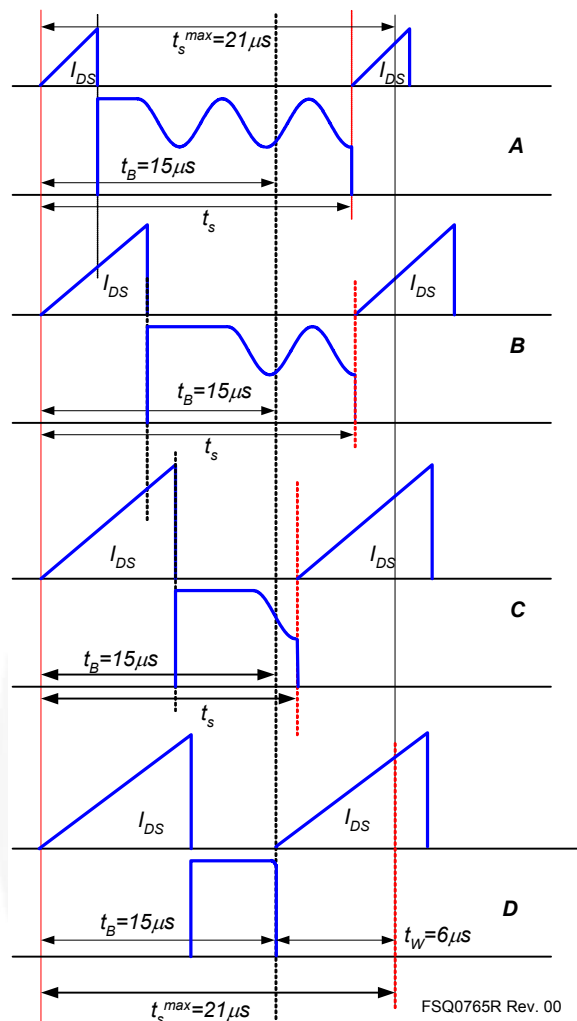 t_s^max=21μs
I_DS I_DS
A
t_B=15μs
t_s
I_DS I_DS
B
t_B=15μs
t_s
I_DS I_DS
C
t_B=15μs
t_s
I_DS I_DS
D
t_B=15μs t_W=6μs
t_s^max=21μs
FSQ0765R Rev. 00